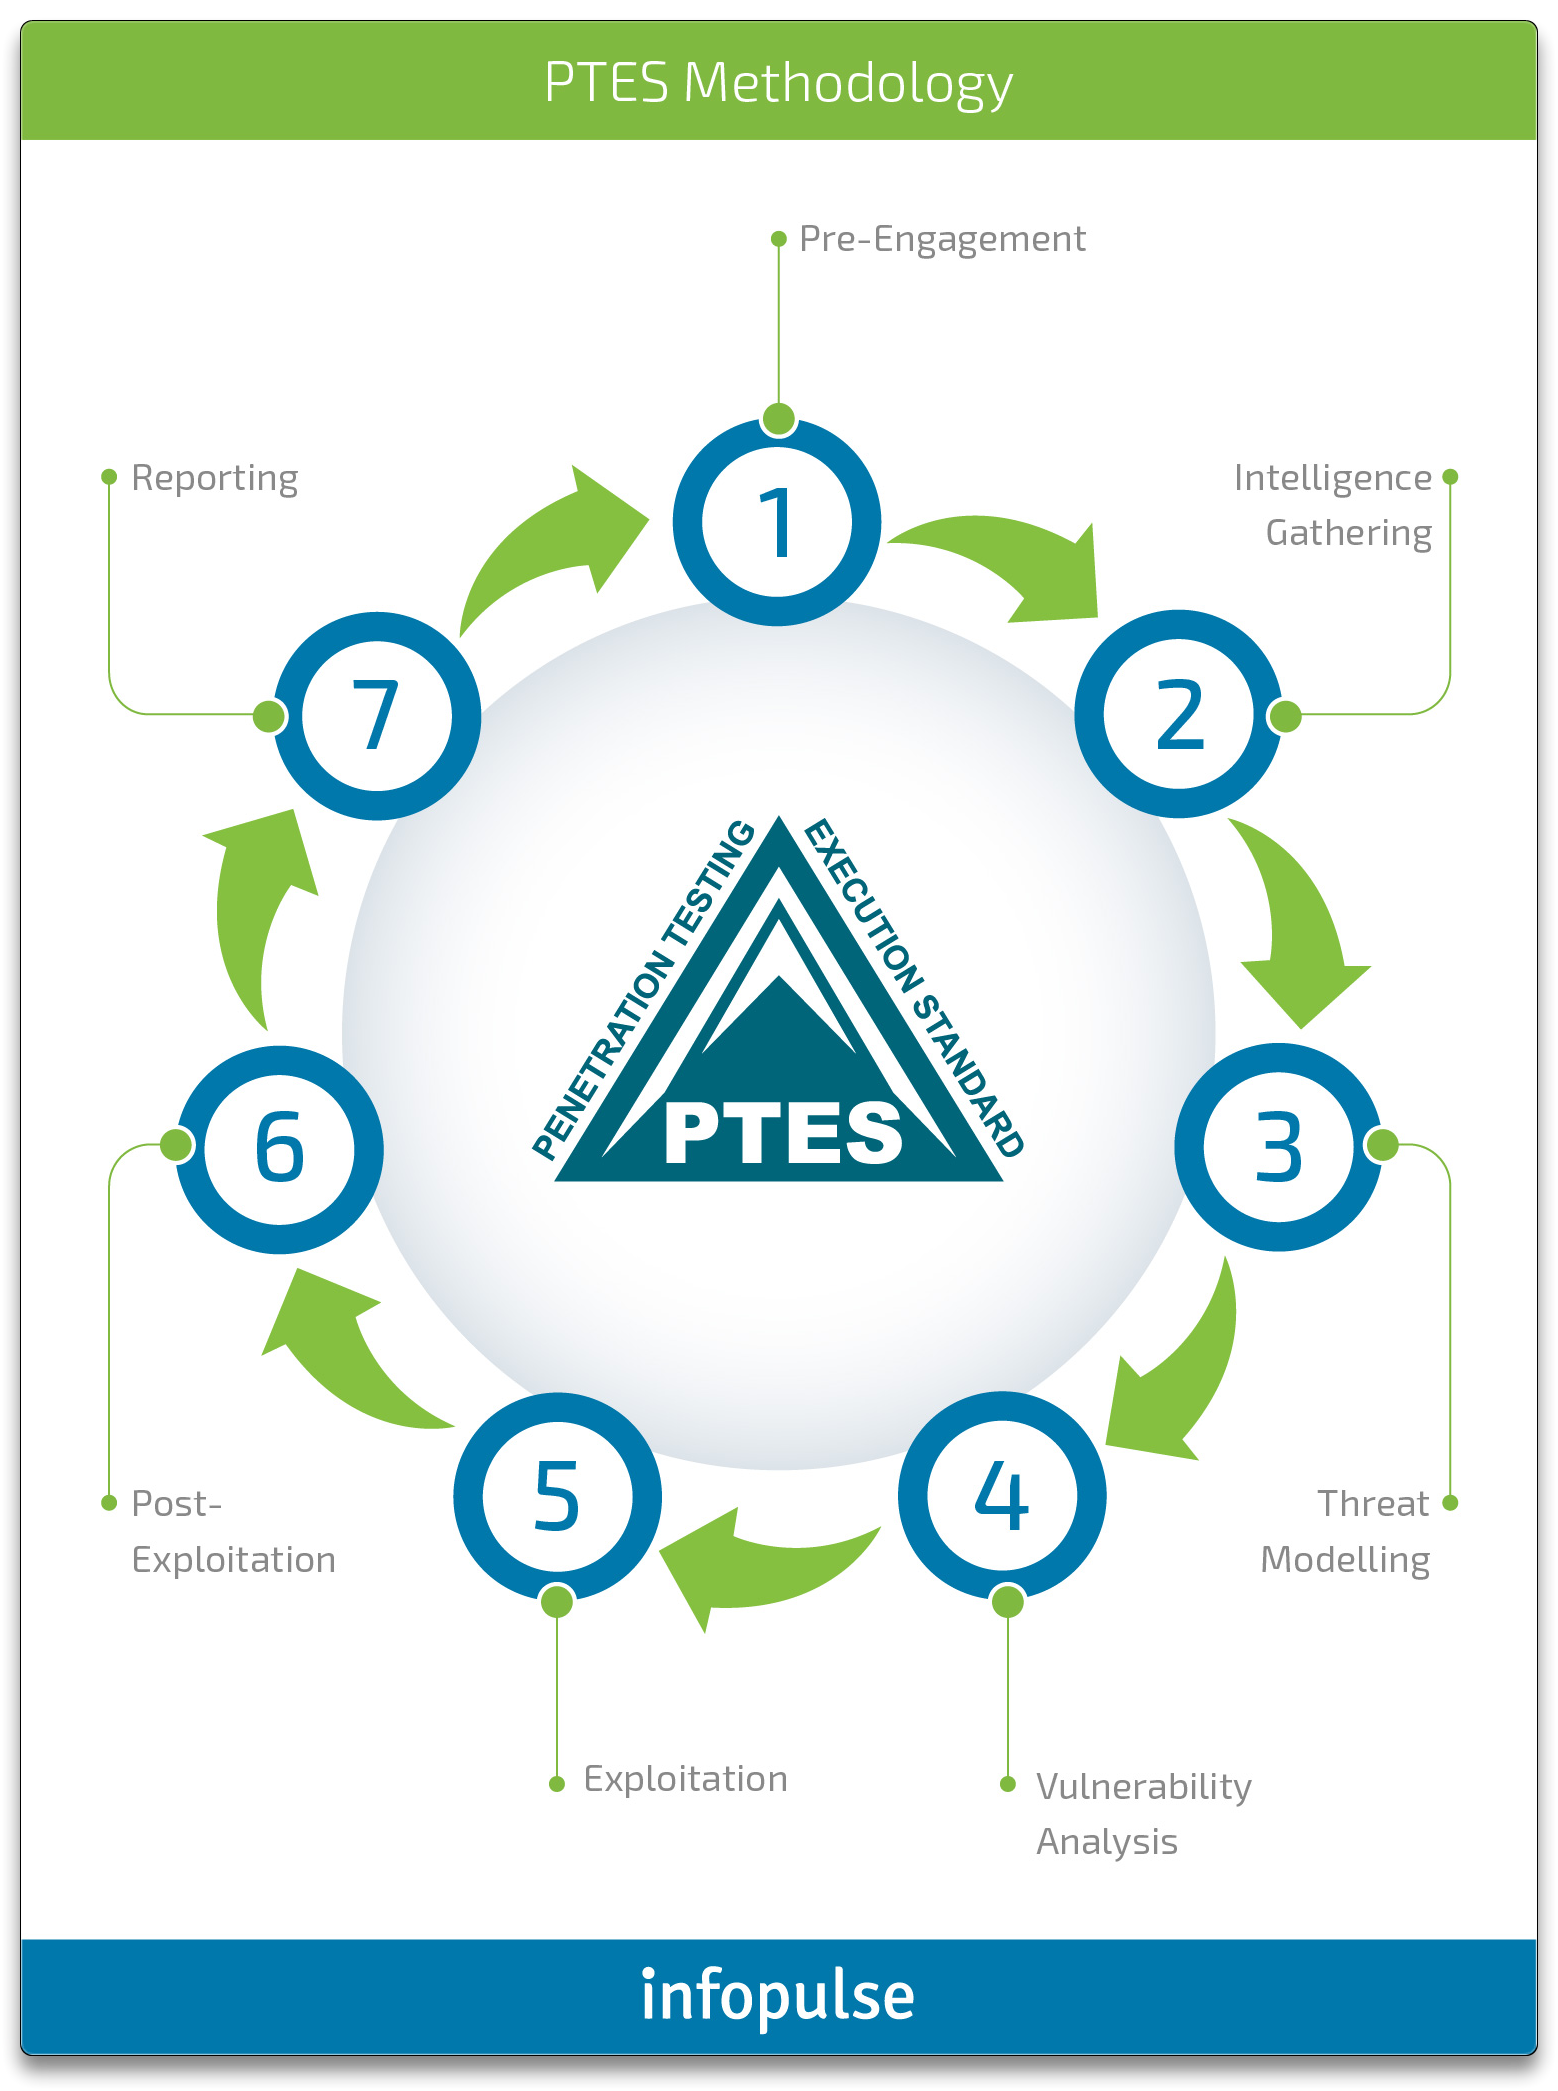 PTES Methodology
Pre-Engagement
Reporting
Intelligence
Gathering
1
7
2
PENETRATION TESTING
EXECUTION STANDARD
PTES
6
3
5
4
Post-
Exploitation
Threat
Modelling
Exploitation
Vulnerability
Analysis
infopulse